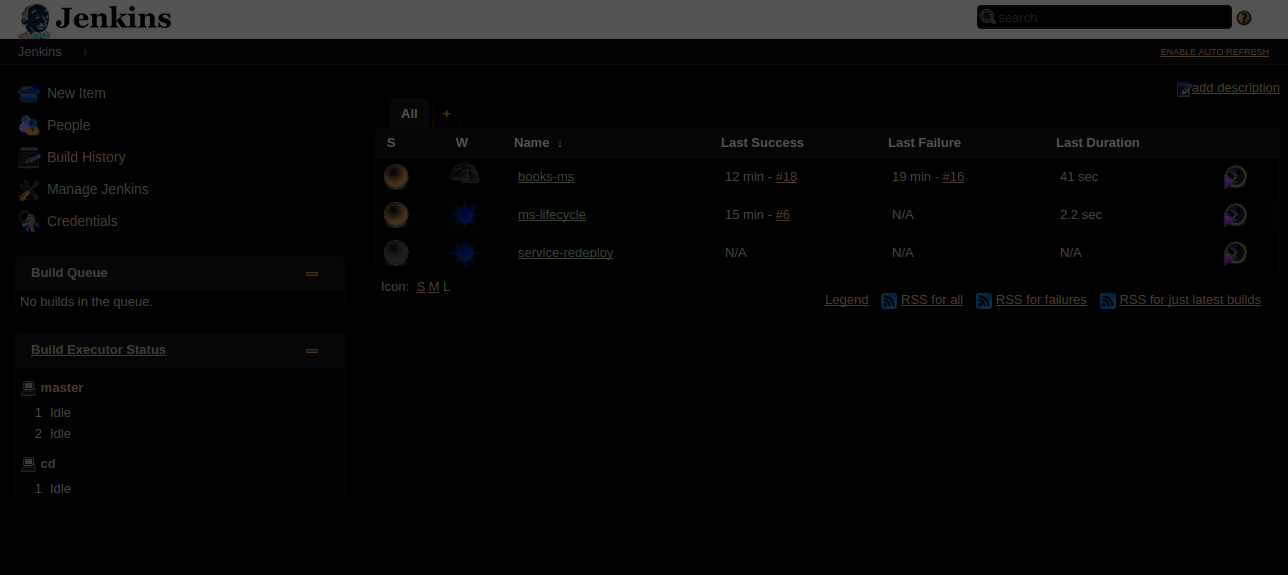 Jenkins
search
Jenkins
ENABLE AUTO REFRESH
New Item
People
Build History
Manage Jenkins
Credentials
Build Queue
No builds in the queue.
Build Executor Status
master
1 Idle
2 Idle
cd
1 Idle
add description
All +
S W Name ↓ Last Success Last Failure Last Duration
books-ms 12 min - #18 19 min - #16 41 sec
ms-lifecycle 15 min - #6 N/A 2.2 sec
service-redeploy N/A N/A N/A
Icon: S M L
Legend RSS for all RSS for failures RSS for just latest builds